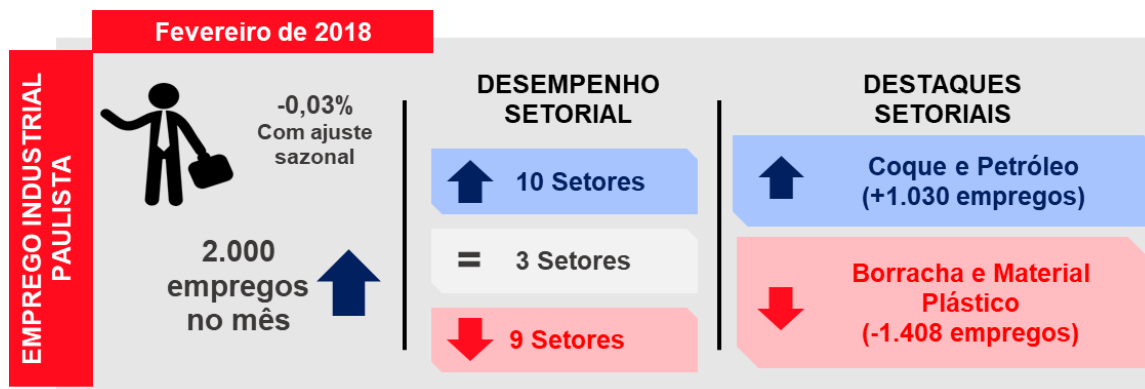 Fevereiro de 2018
EMPREGO INDUSTRIAL
PAULISTA
-0,03%
Com ajuste
sazonal
2.000
empregos
no mês
DESEMPENHO
SETORIAL
10 Setores
= 3 Setores
9 Setores
DESTAQUES
SETORIAIS
Coque e Petróleo
(+1.030 empregos)
Borracha e Material
Plástico
(-1.408 empregos)